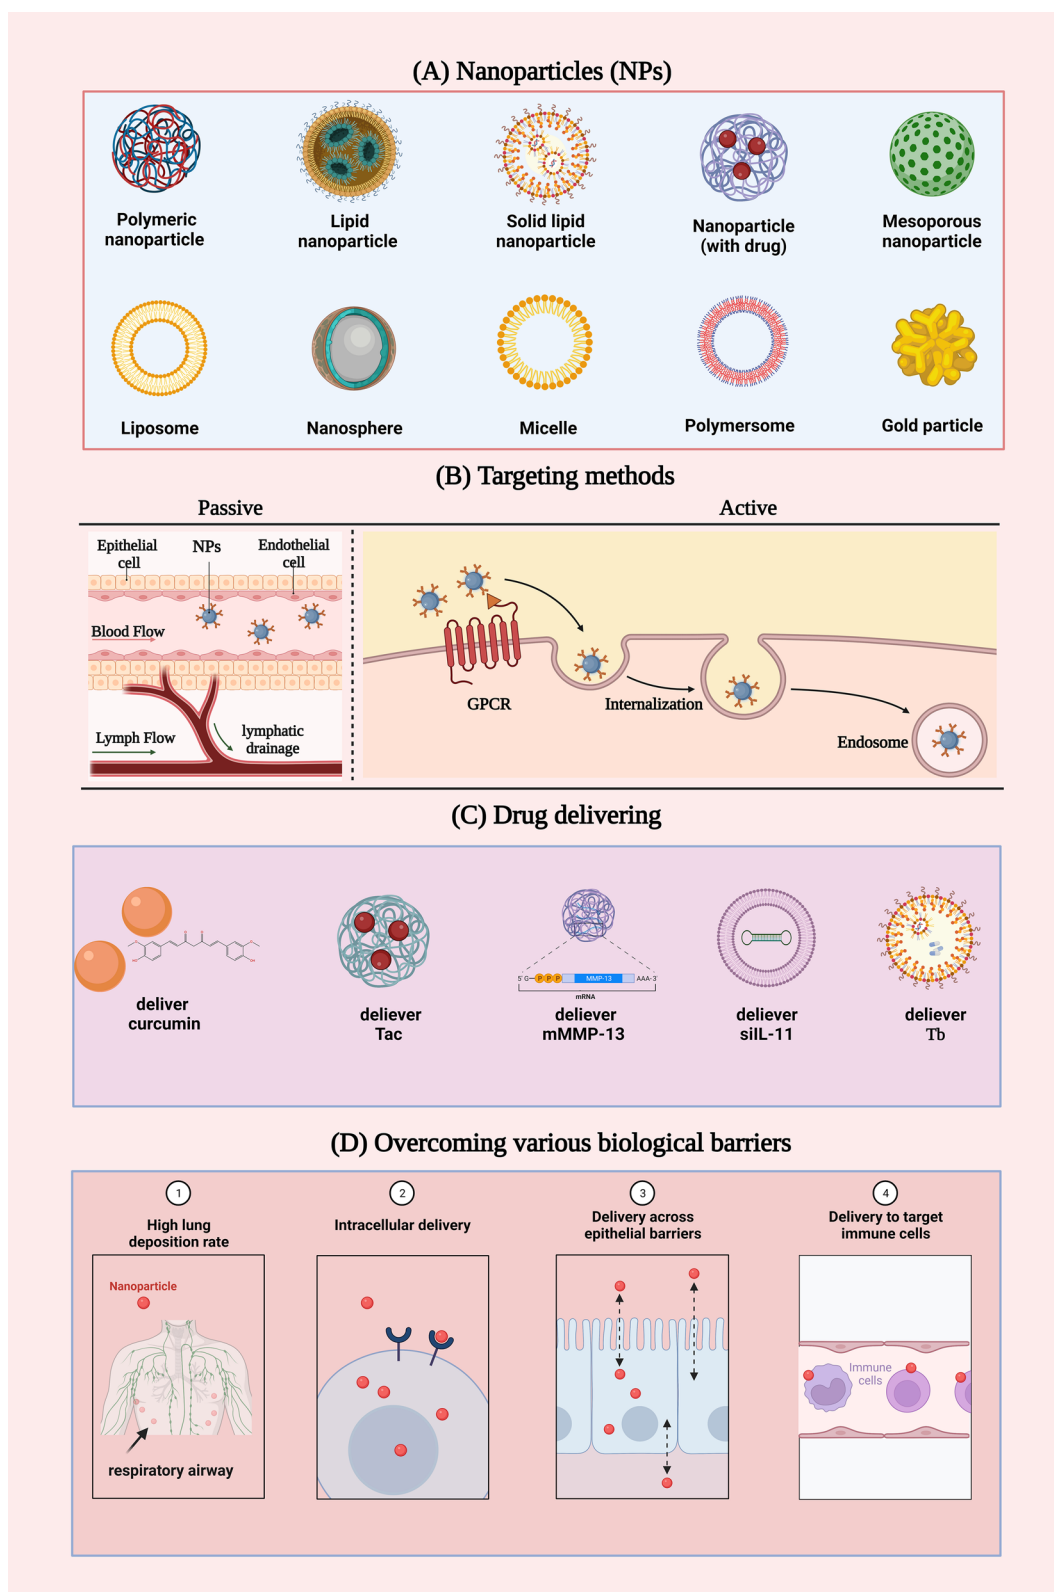 (A) Nanoparticles (NPs)
Polymeric
nanoparticle
Lipid
nanoparticle
Solid lipid
nanoparticle
Nanoparticle
(with drug)
Mesoporous
nanoparticle
Liposome
Nanosphere
Micelle
Polymersome
Gold particle
(B) Targeting methods
Passive
Active
Epithelial
cell
NPs
Endothelial
cell
Blood Flow
Lymph Flow
lymphatic
drainage
GPCR
Internalization
Endosome
(C) Drug delivering
deliver
curcumin
deliever
Tac
5' G P P P MMP-13 AAA-3'
mRNA
deliever
mMMP-13
deliever
siIL-11
deliever
Tb
(D) Overcoming various biological barriers
1
High lung
deposition rate
Nanoparticle
respiratory airway
2
Intracellular delivery
3
Delivery across
epithelial barriers
4
Delivery to target
immune cells
Immune
cells